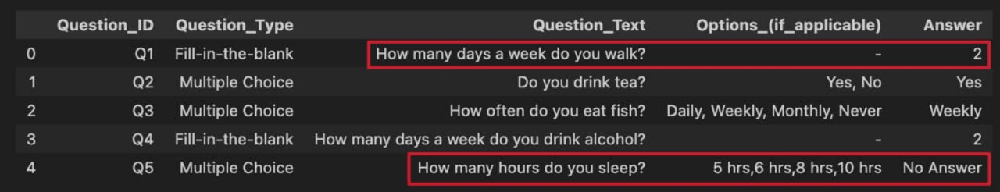 Question_ID Question_Type Question_Text Options_(if_applicable) Answer
0 Q1 Fill-in-the-blank How many days a week do you walk? - 2
1 Q2 Multiple Choice Do you drink tea? Yes, No Yes
2 Q3 Multiple Choice How often do you eat fish? Daily, Weekly, Monthly, Never Weekly
3 Q4 Fill-in-the-blank How many days a week do you drink alcohol? - 2
4 Q5 Multiple Choice How many hours do you sleep? 5 hrs,6 hrs,8 hrs,10 hrs No Answer